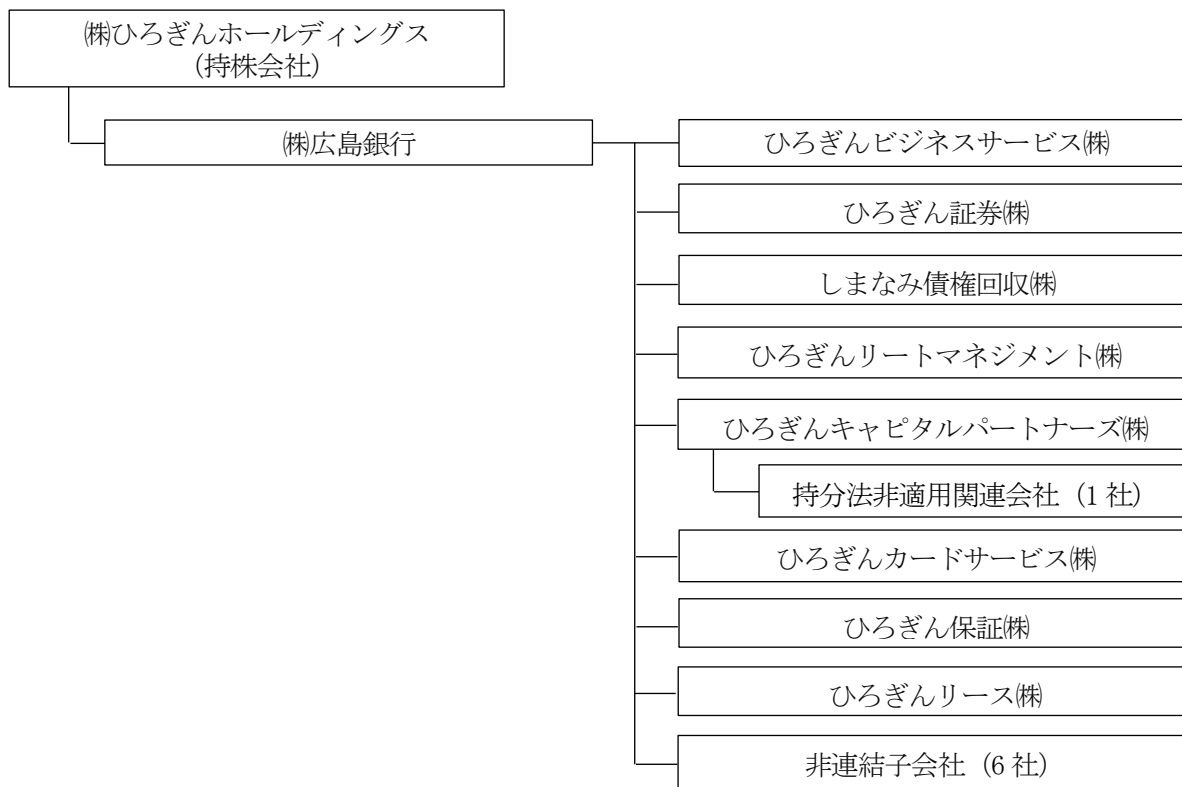 ㈱ひろぎんホールディングス
(持株会社)
㈱広島銀行
ひろぎんビジネスサービス㈱
ひろぎん証券㈱
しまなみ債権回収㈱
ひろぎんリートマネジメント㈱
ひろぎんキャピタルパートナーズ㈱
持分法非適用関連会社(1 社)
ひろぎんカードサービス㈱
ひろぎん保証㈱
ひろぎんリース㈱
非連結子会社(6 社)